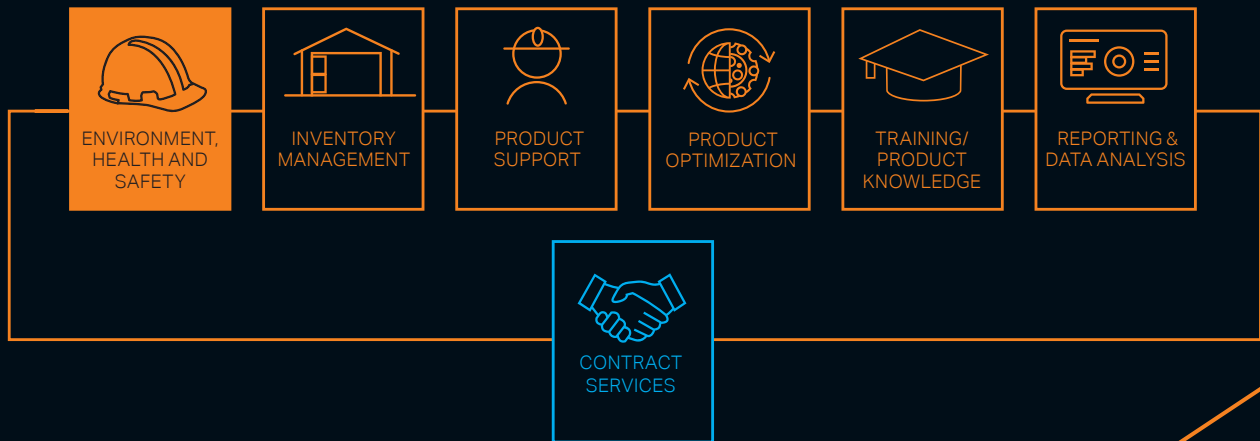 ENVIRONMENT,
HEALTH AND
SAFETY
INVENTORY
MANAGEMENT
PRODUCT
SUPPORT
PRODUCT
OPTIMIZATION
TRAINING/
PRODUCT
KNOWLEDGE
REPORTING &
DATA ANALYSIS
CONTRACT
SERVICES